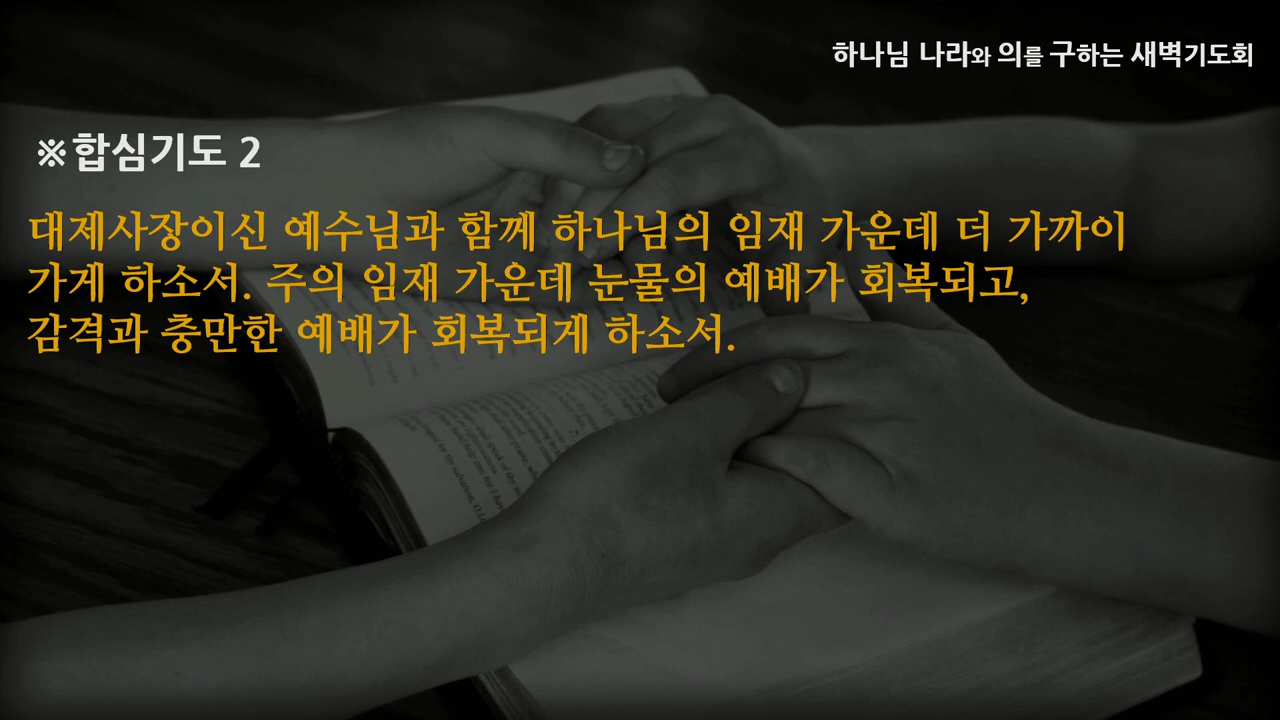 하나님 나라와 의를 구하는 새벽기도회
※합심기도 2
대제사장이신 예수님과 함께 하나님의 임재 가운데 더 가까이
가게 하소서. 주의 임재 가운데 눈물의 예배가 회복되고,
감격과 충만한 예배가 회복되게 하소서.